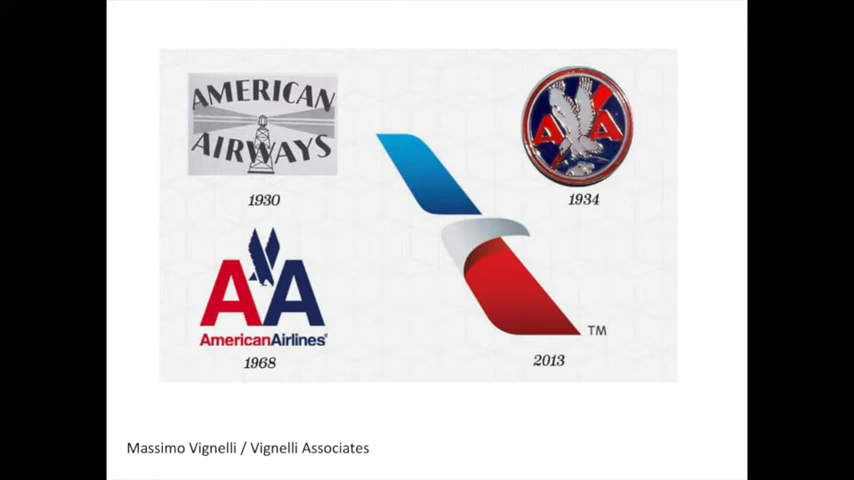 AMERICAN
AIRWAYS
1930
A A
1934
AA
AmericanAirlines®
1968
TM
2013
Massimo Vignelli / Vignelli Associates